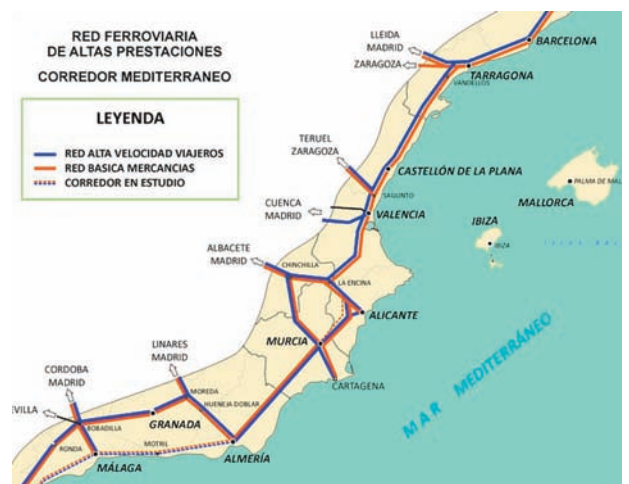 RED FERROVIARIA
DE ALTAS PRESTACIONES
CORREDOR MEDITERRANEO
LEYENDA
RED ALTA VELOCIDAD VIAJEROS
RED BASICA MERCANCIAS
CORREDOR EN ESTUDIO
LLEIDA
MADRID
ZARAGOZA
BARCELONA
TARRAGONA
VANDELLOS
TERUEL
ZARAGOZA
CASTELLÓN DE LA PLANA
SAGUNTO
CUENCA
MADRID
VALENCIA
PALMA DE MAL
MALLORCA
IBIZA
IBIZA
ALBACETE
MADRID
CHINCHILLA
LA ENCINA
ALICANTE
MURCIA
CARTAGENA
MAR MEDITERRÁNEO
LINARES
MADRID
CORDOBA
MADRID
EVILLA
MOREDA
HUENEJA-DOBLAR
GRANADA
BOBADILLA
RONDA
MOTRIL
MÁLAGA
ALMERÍA